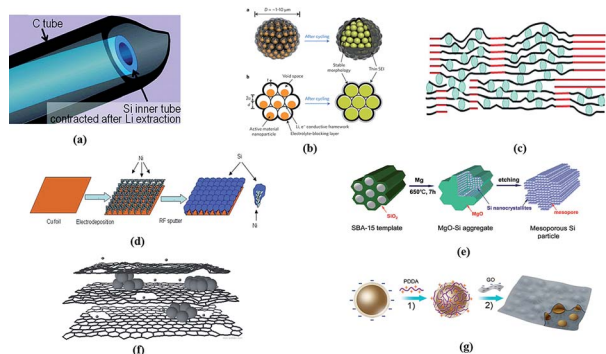 C tube
Si inner tube
contracted after Li extraction
(a)
a
D = ~1-10 μm
After cycling
Stable
morphology
Thin SEI
b
Void space
After cycling
Active material
nanoparticle
Li, e⁻ conductive framework
Electrolyte-blocking layer
(b)
(c)
Ni
Si
Cu foil
Electrodeposition
RF sputter
Ni
(d)
Mg
650°C, 7h
etching
SiO₂
MgO
Si nanocrystallites
mesopore
SBA-15 template
MgO-Si aggregate
Mesoporous Si
particle
(e)
(f)
PDDA
1)
GO
2)
(g)